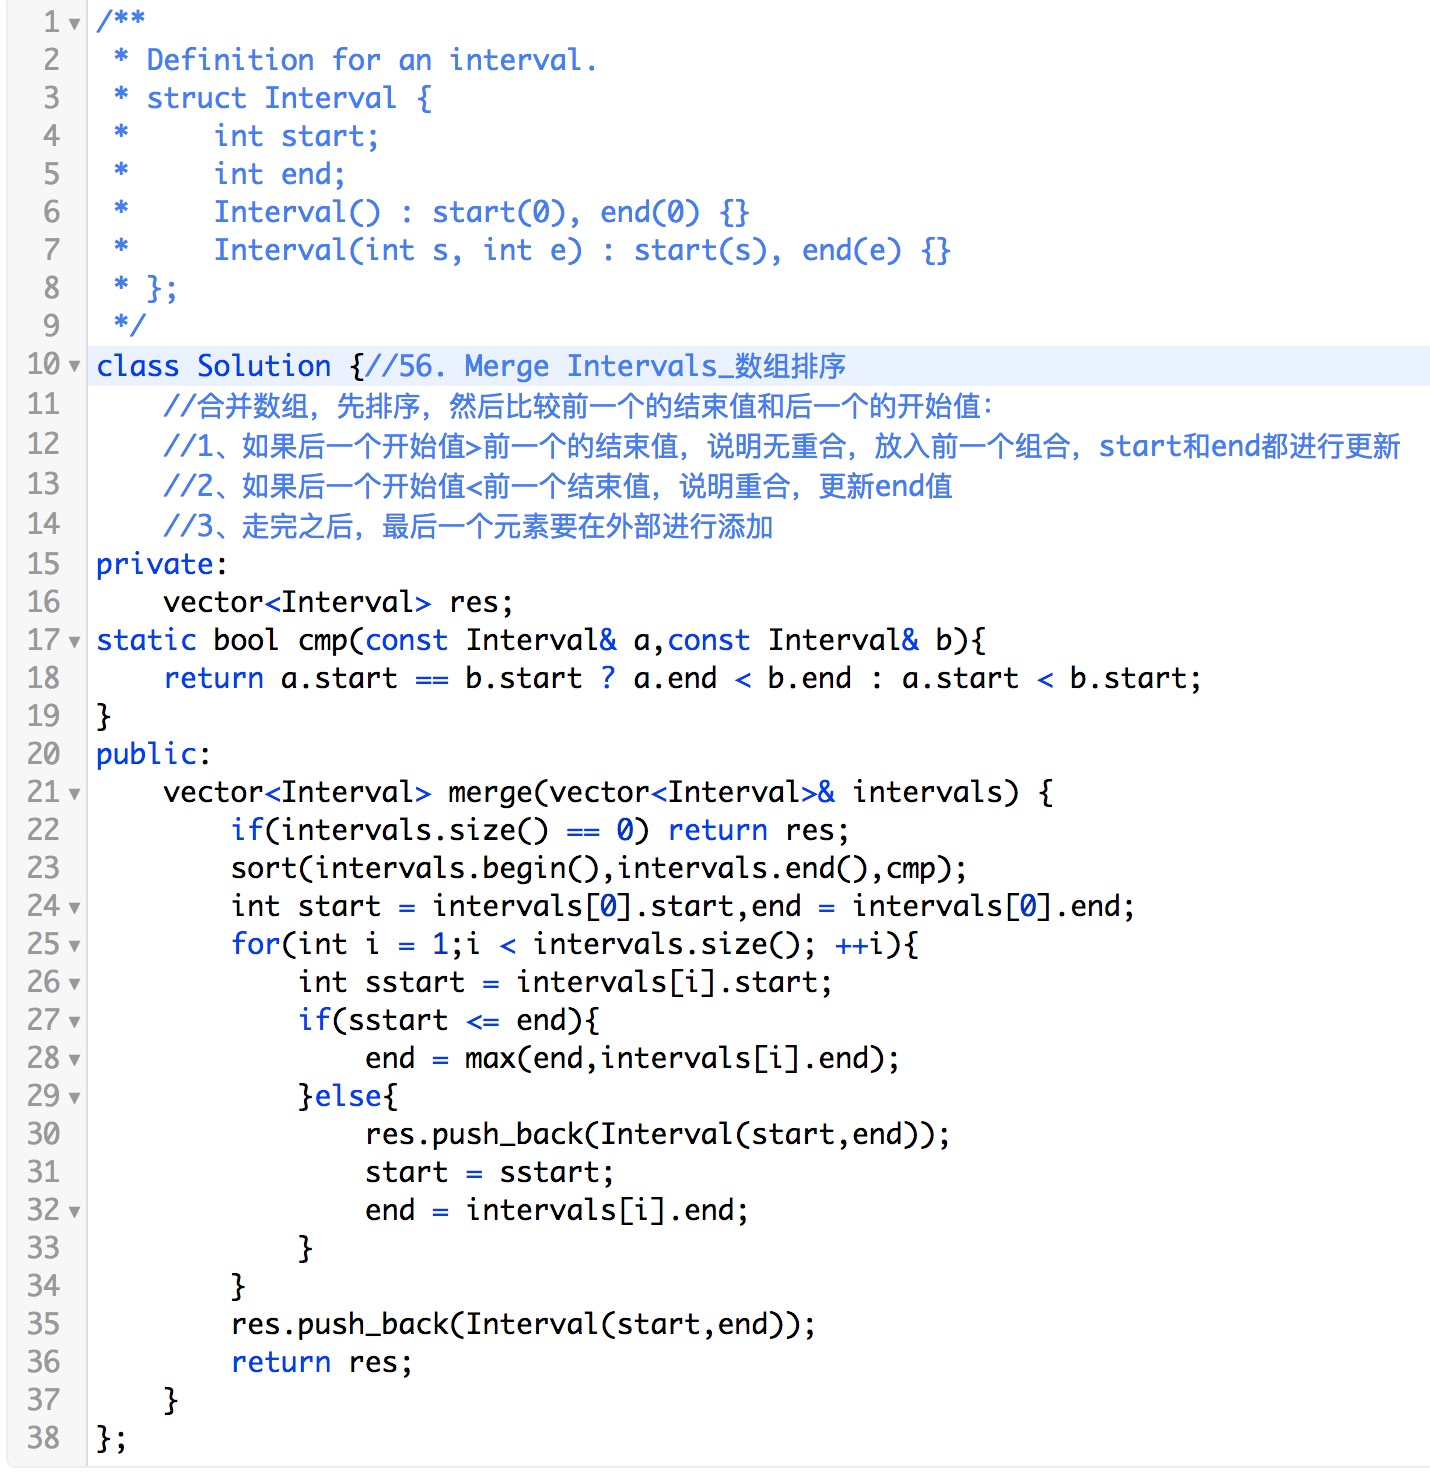 1 /**
2  * Definition for an interval.
3  * struct Interval {
4  *     int start;
5  *     int end;
6  *     Interval() : start(0), end(0) {}
7  *     Interval(int s, int e) : start(s), end(e) {}
8  * };
9  */
10 class Solution {//56. Merge Intervals_数组排序
11     //合并数组，先排序，然后比较前一个的结束值和后一个的开始值：
12     //1、如果后一个开始值>前一个的结束值，说明无重合，放入前一个组合，start和end都进行更新
13     //2、如果后一个开始值<前一个结束值，说明重合，更新end值
14     //3、走完之后，最后一个元素要在外部进行添加
15 private:
16     vector<Interval> res;
17 static bool cmp(const Interval& a,const Interval& b){
18     return a.start == b.start ? a.end < b.end : a.start < b.start;
19 }
20 public:
21     vector<Interval> merge(vector<Interval>& intervals) {
22         if(intervals.size() == 0) return res;
23         sort(intervals.begin(),intervals.end(),cmp);
24         int start = intervals[0].start,end = intervals[0].end;
25         for(int i = 1;i < intervals.size(); ++i){
26             int sstart = intervals[i].start;
27             if(sstart <= end){
28                 end = max(end,intervals[i].end);
29             }else{
30                 res.push_back(Interval(start,end));
31                 start = sstart;
32                 end = intervals[i].end;
33             }
34         }
35         res.push_back(Interval(start,end));
36         return res;
37     }
38 };